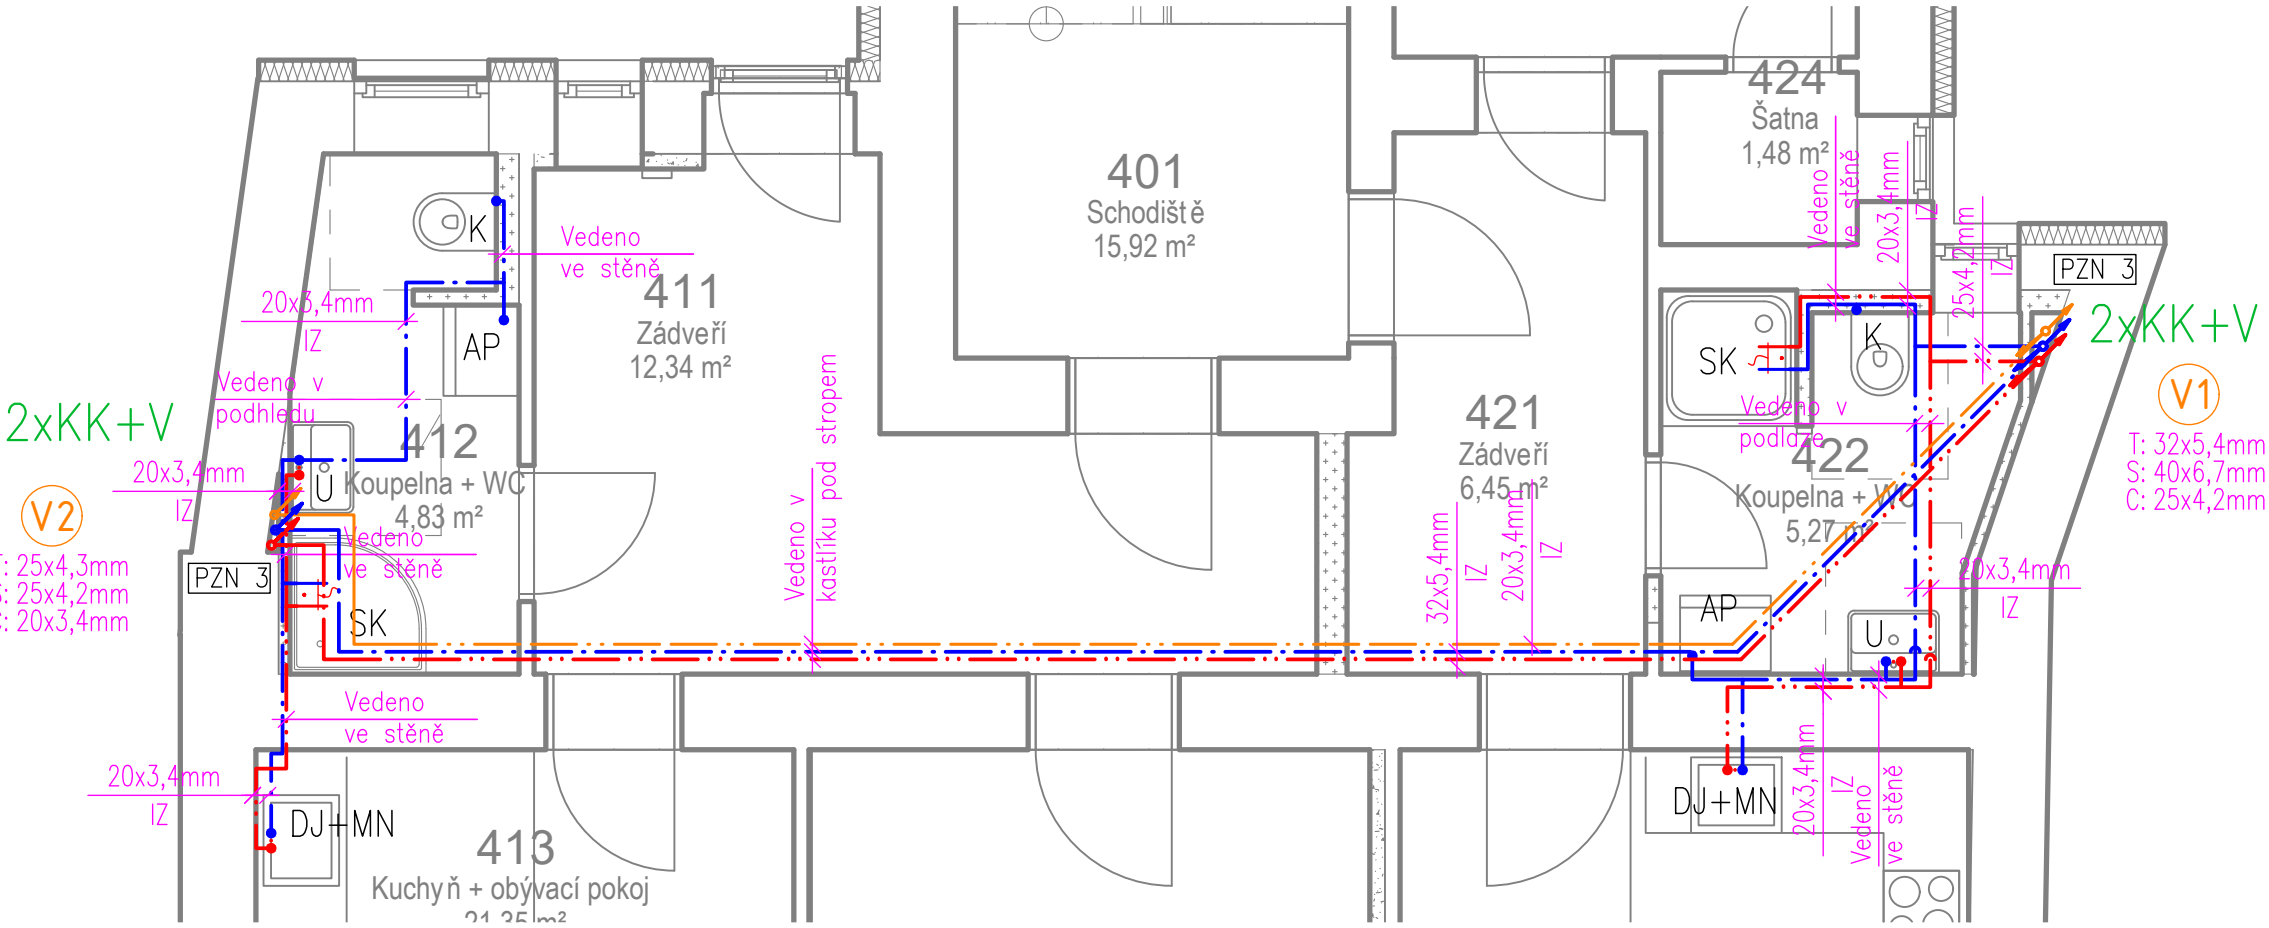 424
Šatna
1,48 m²
Vedeno
ve stěně
20x3,4mm
IZ
25x4,2mm
IZ
401
Schodiště
15,92 m²
K
Vedeno
ve stěně
411
Zádveří
12,34 m²
20x3,4mm
IZ
AP
PZN 3
2xKK+V
V1
T: 32x5,4mm
S: 40x6,7mm
C: 25x4,2mm
SK
K
Vedeno v
podlaze
422
Koupelna + WC
5,27 m²
421
Zádveří
6,45 m²
Vedeno v
podhledu
2xKK+V
412
Koupelna + WC
4,83 m²
U
20x3,4mm
IZ
V2
: 25x4,3mm
: 25x4,2mm
: 20x3,4mm
PZN 3
Vedeno
ve stěně
SK
Vedeno v
kastlíku pod stropem
32x5,4mm
IZ
20x3,4mm
IZ
AP
U
20x3,4mm
IZ
Vedeno
ve stěně
20x3,4mm
IZ
DJ+MN
413
Kuchyň + obývací pokoj
21,35 m²
DJ+MN
20x3,4mm
IZ
Vedeno
ve stěně